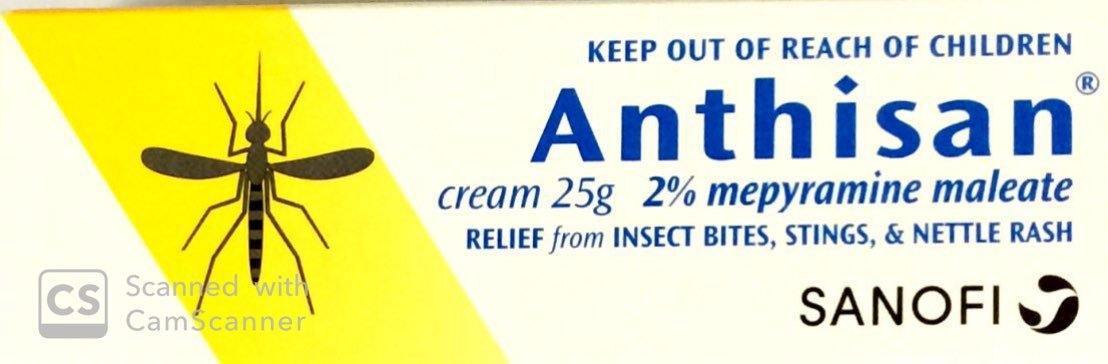 KEEP OUT OF REACH OF CHILDREN
Anthisan®
cream 25g 2% mepyramine maleate
RELIEF from INSECT BITES, STINGS, & NETTLE RASH
SANOFI
CS Scanned with
CamScanner